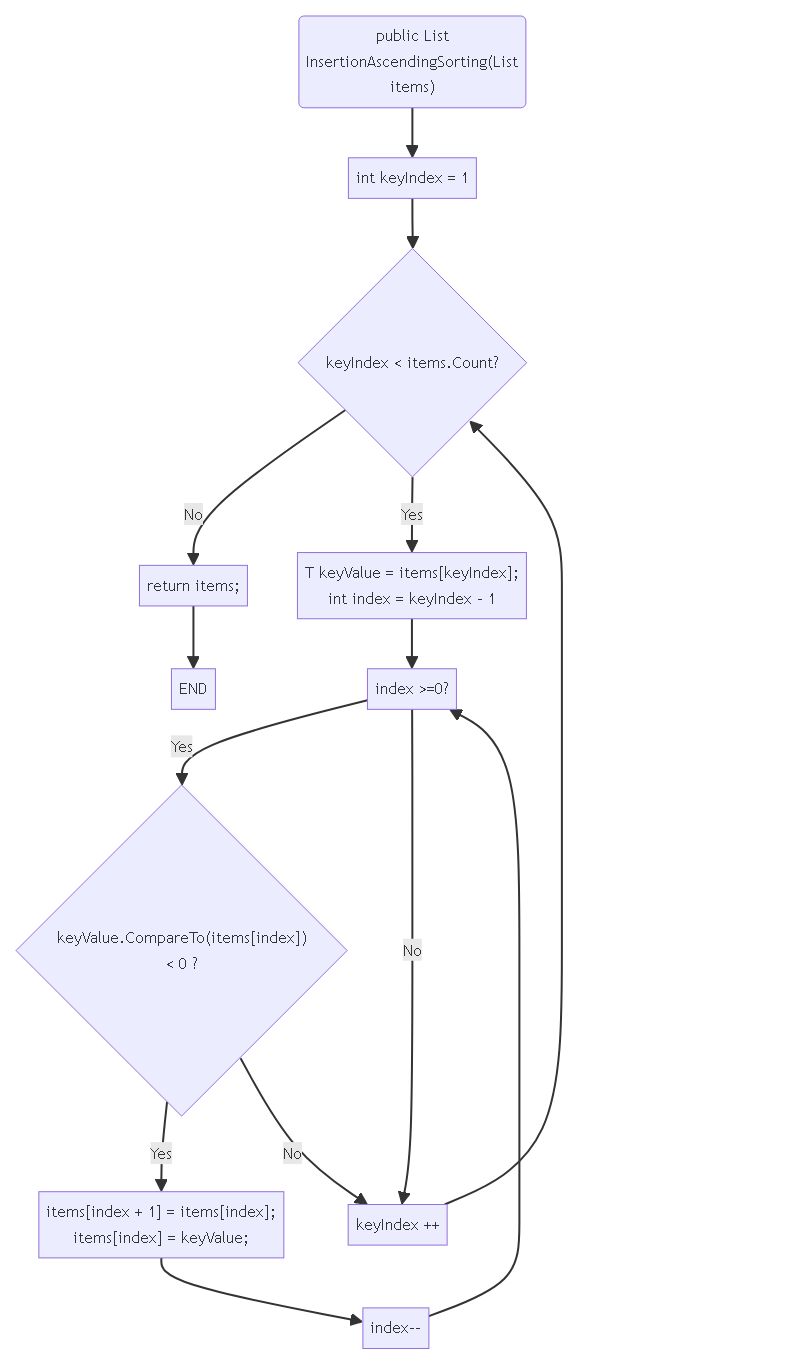 public List
InsertionAscendingSorting(List
items)
int keyIndex = 1
keyIndex < items.Count?
No
Yes
return items;
T keyValue = items[keyIndex];
int index = keyIndex - 1
END
index >=0?
Yes
keyValue.CompareTo(items[index])
< 0 ?
No
Yes
No
items[index + 1] = items[index];
items[index] = keyValue;
keyIndex ++
index--